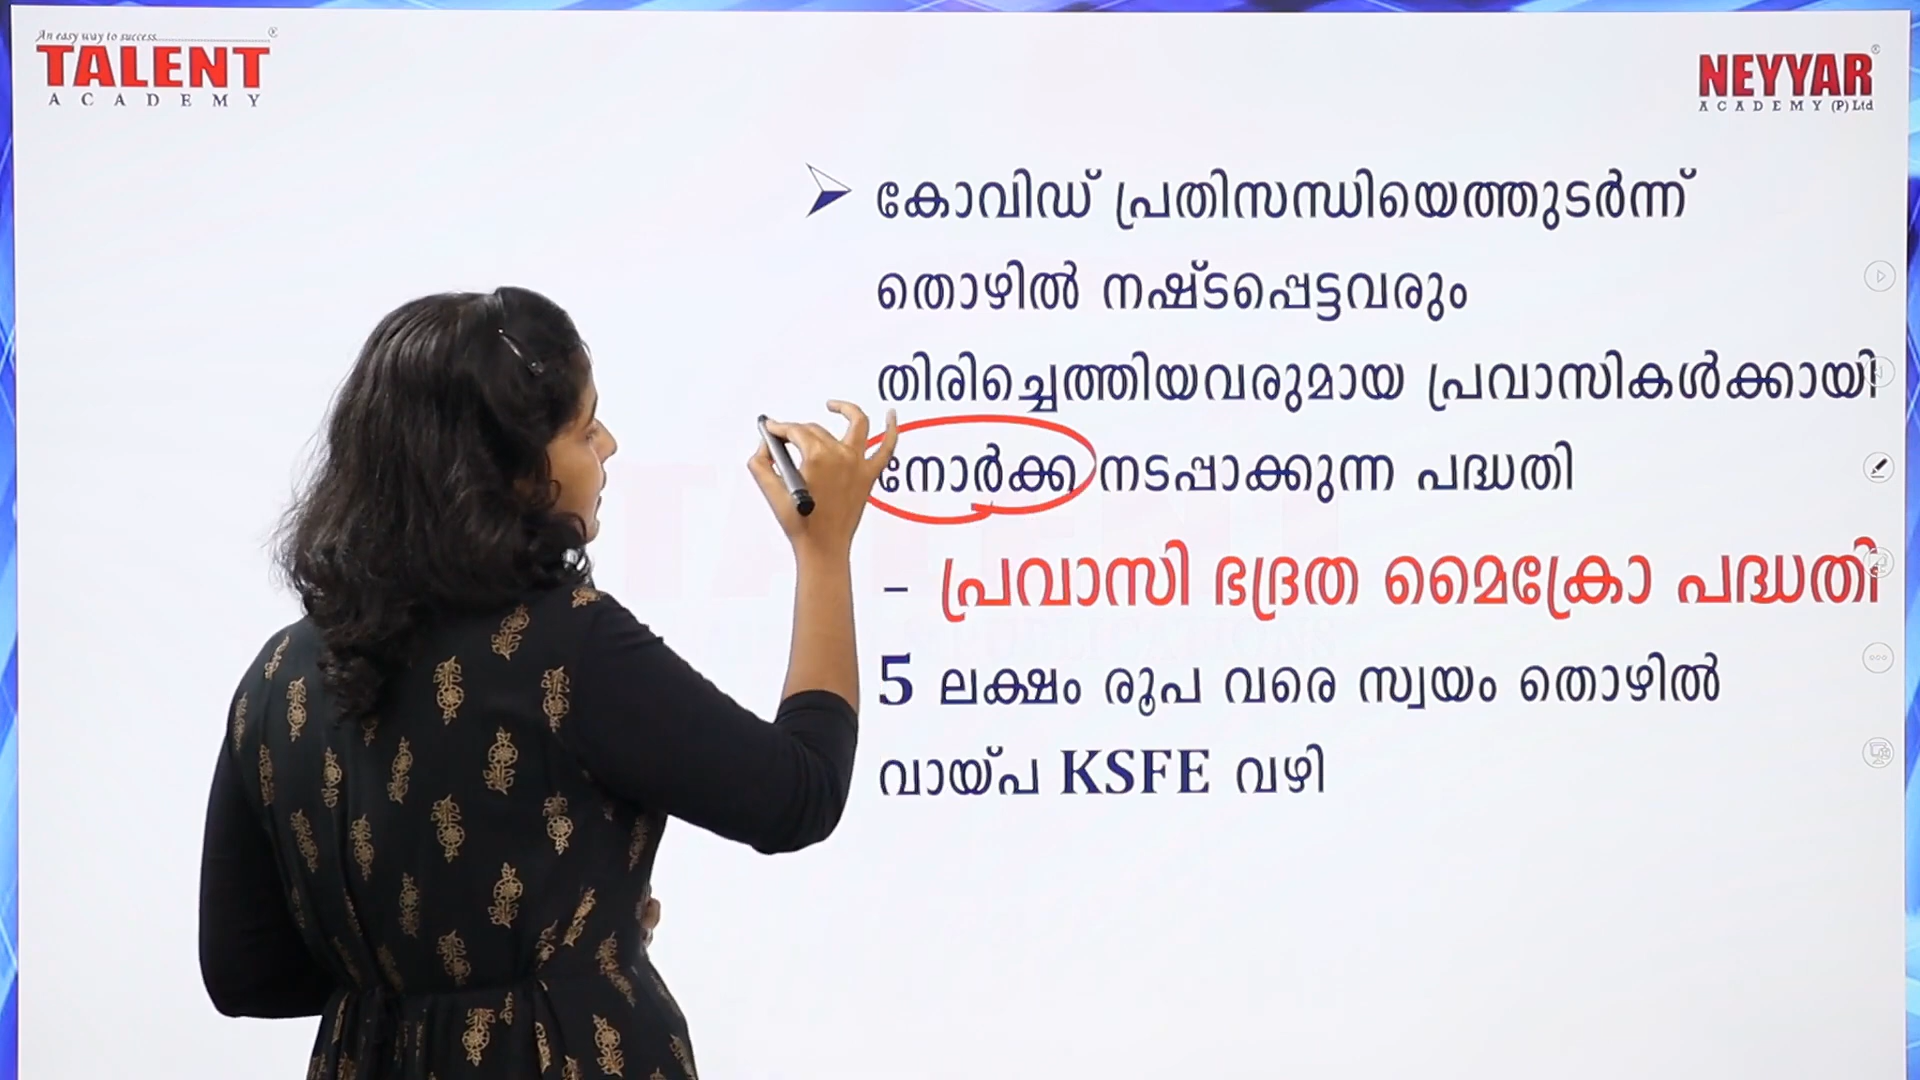 An easy way to success
TALENT
ACADEMY
NEYYAR
ACADEMY (P) Ltd
കോവിഡ് പ്രതിസന്ധിയെത്തുടർന്ന്
തൊഴിൽ നഷ്ടപ്പെട്ടവരും
തിരിച്ചെത്തിയവരുമായ പ്രവാസികൾക്കായി
നോർക്ക നടപ്പാക്കുന്ന പദ്ധതി
- പ്രവാസി ഭദ്രത മൈക്രോ പദ്ധതി
5 ലക്ഷം രൂപ വരെ സ്വയം തൊഴിൽ
വായ്പ KSFE വഴി